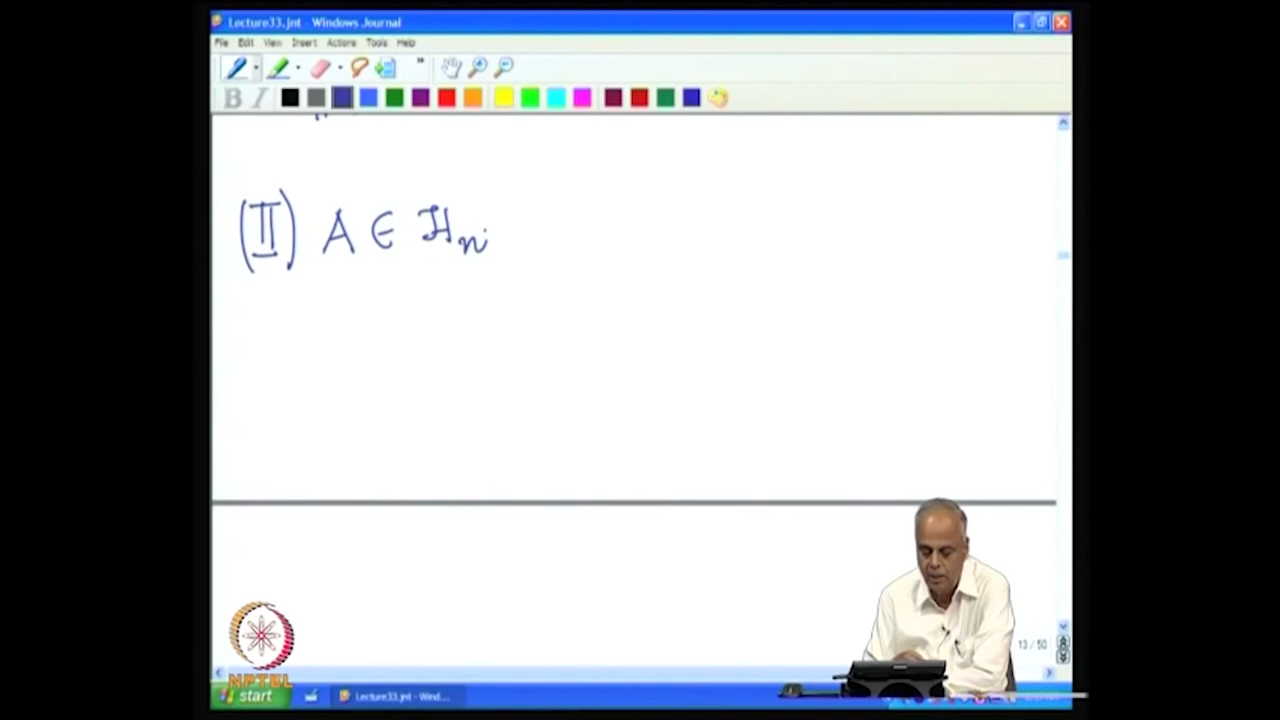 Lecture33.jnt - Windows Journal
File Edit View Insert Actions Tools Help
B I
(II) A ∈ ℋₙ
13 / 50
NPTEL
start Lecture33.jnt - Wind...